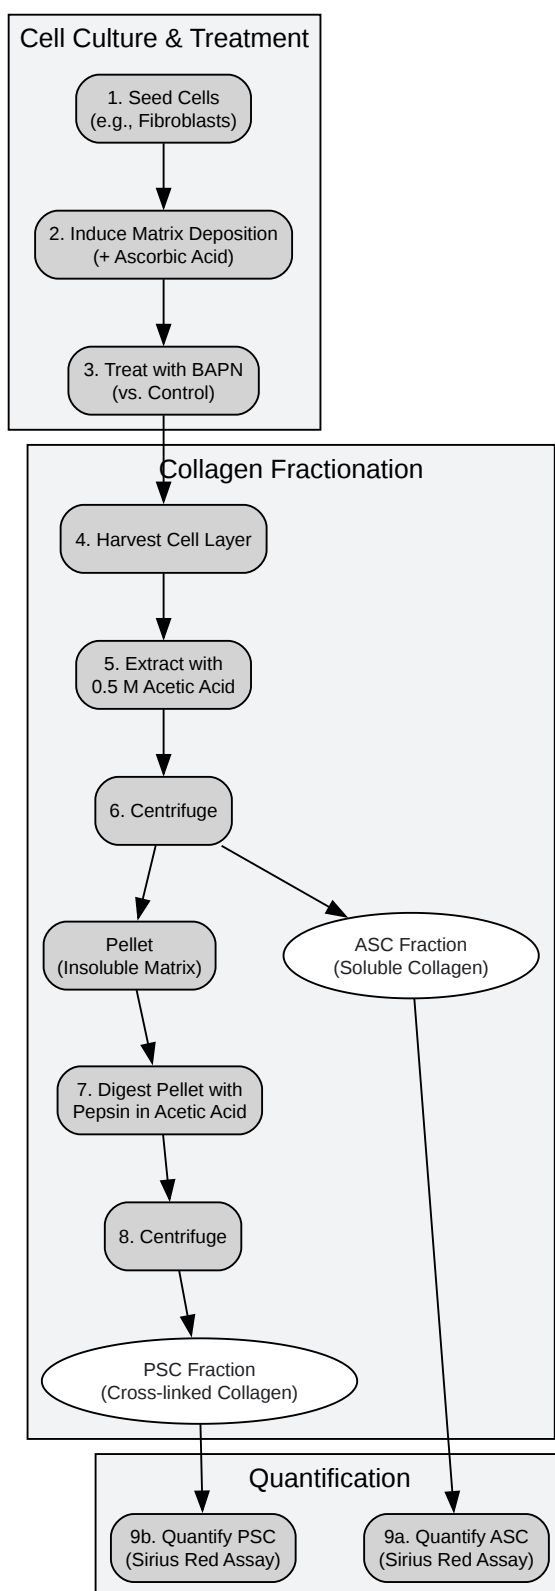 Cell Culture & Treatment
1. Seed Cells
(e.g., Fibroblasts)
2. Induce Matrix Deposition
(+ Ascorbic Acid)
3. Treat with BAPN
(vs. Control)
Collagen Fractionation
4. Harvest Cell Layer
5. Extract with
0.5 M Acetic Acid
6. Centrifuge
Pellet
(Insoluble Matrix)
ASC Fraction
(Soluble Collagen)
7. Digest Pellet with
Pepsin in Acetic Acid
8. Centrifuge
PSC Fraction
(Cross-linked Collagen)
Quantification
9b. Quantify PSC
(Sirius Red Assay)
9a. Quantify ASC
(Sirius Red Assay)